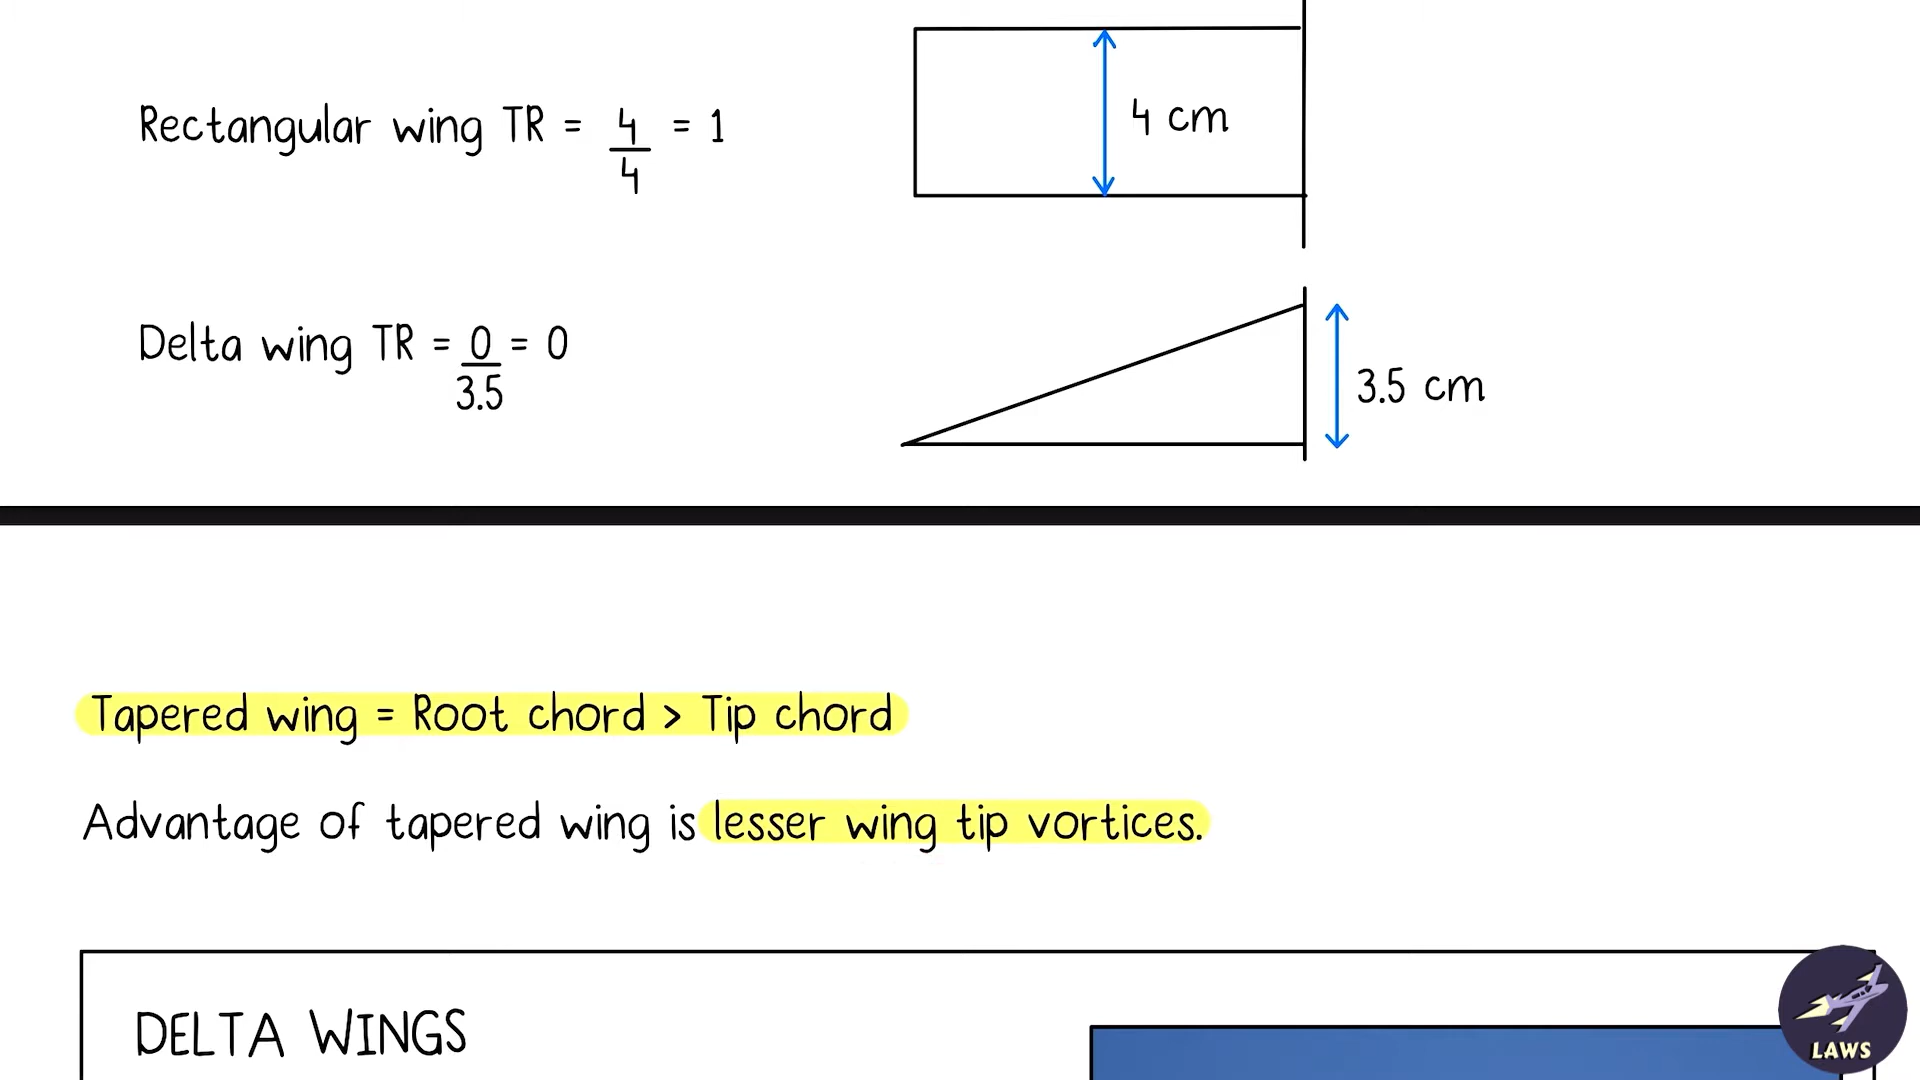 4 cm
Rectangular wing TR = 4 = 1
4
Delta wing TR = 0 = 0
3.5
3.5 cm
Tapered wing = Root chord > Tip chord
Advantage of tapered wing is lesser wing tip vortices.
DELTA WINGS
LAWS